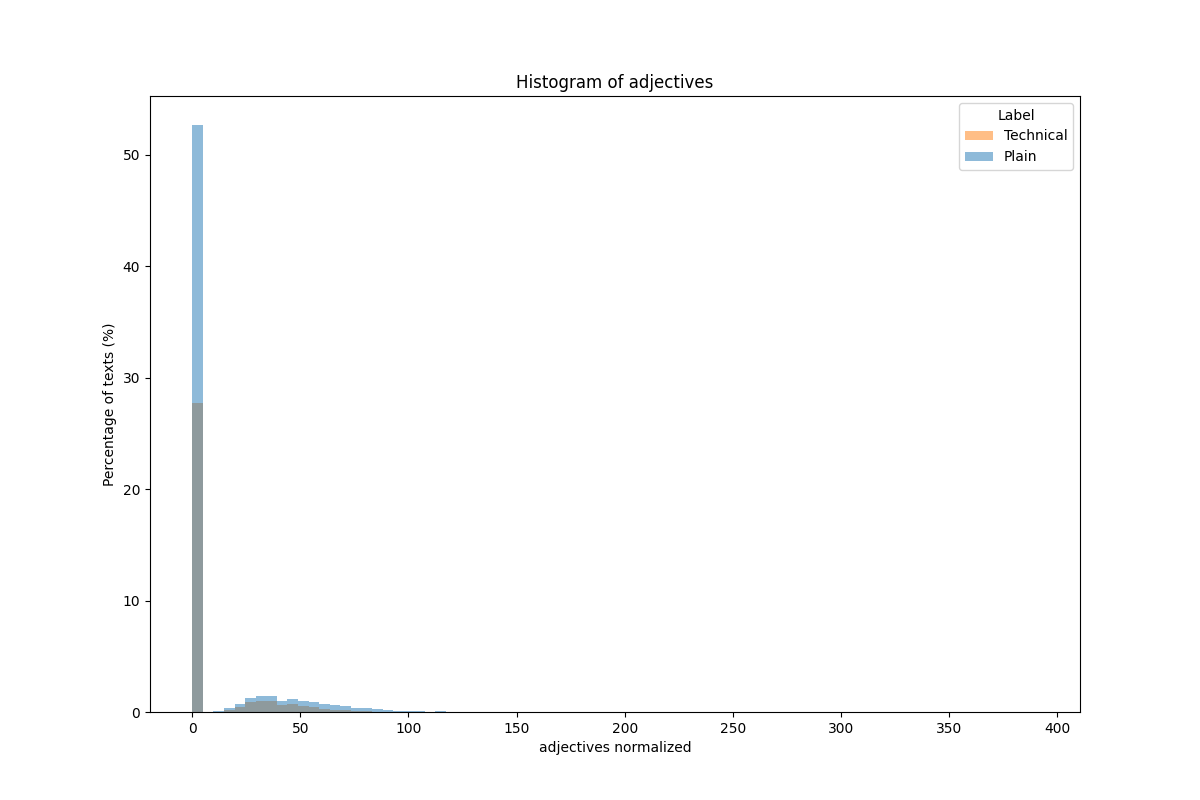 Histogram of adjectives
Label
Technical
Plain
Percentage of texts (%)
50
40
30
20
10
0
0 50 100 150 200 250 300 350 400
adjectives normalized